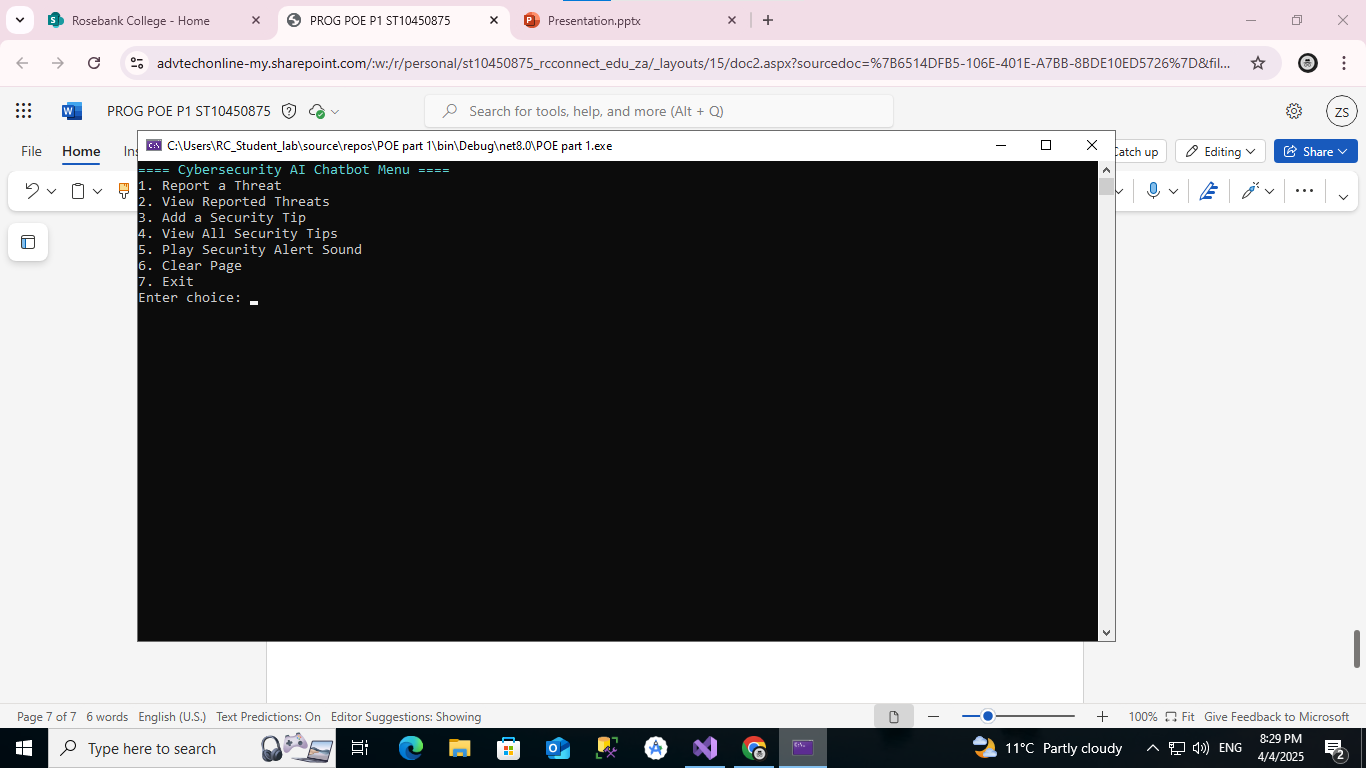 Rosebank College - Home
PROG POE P1 ST10450875
Presentation.pptx
advtechonline-my.sharepoint.com/:w:/r/personal/st10450875_rcconnect_edu_za/_layouts/15/doc2.aspx?sourcedoc=%7B6514DFB5-106E-401E-A7BB-8BDE10ED5726%7D&fil...
PROG POE P1 ST10450875
Search for tools, help, and more (Alt + Q)
ZS
C:\Users\RC_Student_lab\source\repos\POE part 1\bin\Debug\net8.0\POE part 1.exe
File Home Ins
Catch up Editing Share
==== Cybersecurity AI Chatbot Menu ====
1. Report a Threat
2. View Reported Threats
3. Add a Security Tip
4. View All Security Tips
5. Play Security Alert Sound
6. Clear Page
7. Exit
Enter choice:
Page 7 of 7 6 words English (U.S.) Text Predictions: On Editor Suggestions: Showing
100% Fit Give Feedback to Microsoft
Type here to search
11°C Partly cloudy
ENG
8:29 PM
4/4/2025
2